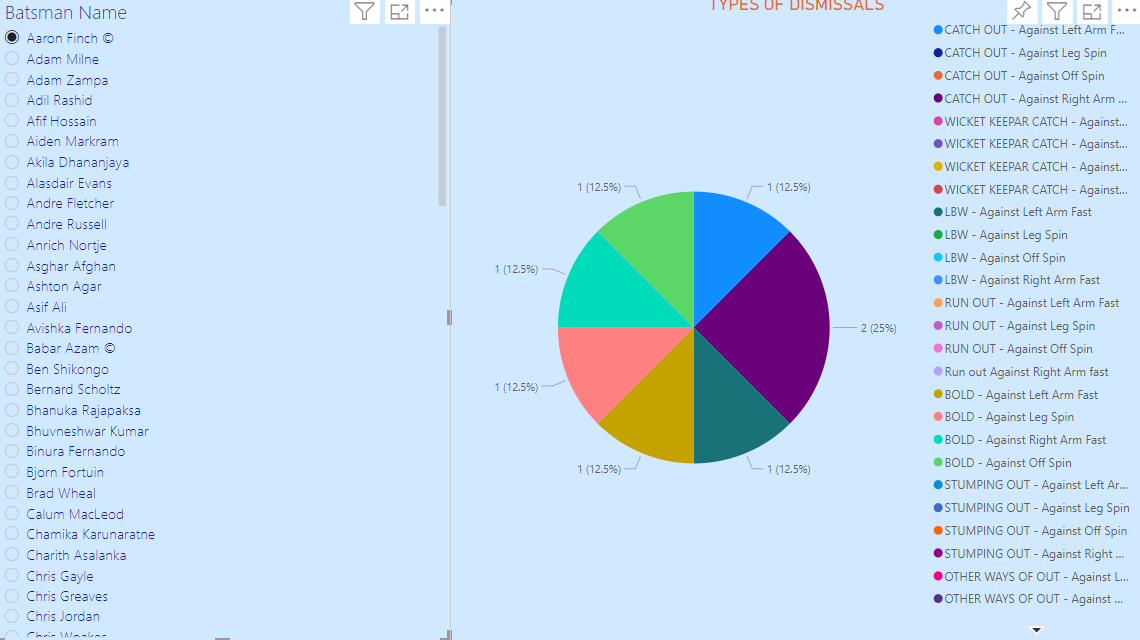 Batsman Name
Aaron Finch ©
Adam Milne
Adam Zampa
Adil Rashid
Afif Hossain
Aiden Markram
Akila Dhananjaya
Alasdair Evans
Andre Fletcher
Andre Russell
Anrich Nortje
Asghar Afghan
Ashton Agar
Asif Ali
Avishka Fernando
Babar Azam ©
Ben Shikongo
Bernard Scholtz
Bhanuka Rajapaksa
Bhuvneshwar Kumar
Binura Fernando
Bjorn Fortuin
Brad Wheal
Calum MacLeod
Chamika Karunaratne
Charith Asalanka
Chris Gayle
Chris Greaves
Chris Jordan
Chris Woakes
TYPES OF DISMISSALS
1 (12.5%)
1 (12.5%)
1 (12.5%)
2 (25%)
1 (12.5%)
1 (12.5%)
1 (12.5%)
CATCH OUT - Against Left Arm F...
CATCH OUT - Against Leg Spin
CATCH OUT - Against Off Spin
CATCH OUT - Against Right Arm ...
WICKET KEEPAR CATCH - Against...
WICKET KEEPAR CATCH - Against...
WICKET KEEPAR CATCH - Against...
WICKET KEEPAR CATCH - Against...
LBW - Against Left Arm Fast
LBW - Against Leg Spin
LBW - Against Off Spin
LBW - Against Right Arm Fast
RUN OUT - Against Left Arm Fast
RUN OUT - Against Leg Spin
RUN OUT - Against Off Spin
Run out Against Right Arm fast
BOLD - Against Left Arm Fast
BOLD - Against Leg Spin
BOLD - Against Right Arm Fast
BOLD - Against Off Spin
STUMPING OUT - Against Left Ar...
STUMPING OUT - Against Leg Spin
STUMPING OUT - Against Off Spin
STUMPING OUT - Against Right ...
OTHER WAYS OF OUT - Against L...
OTHER WAYS OF OUT - Against ...